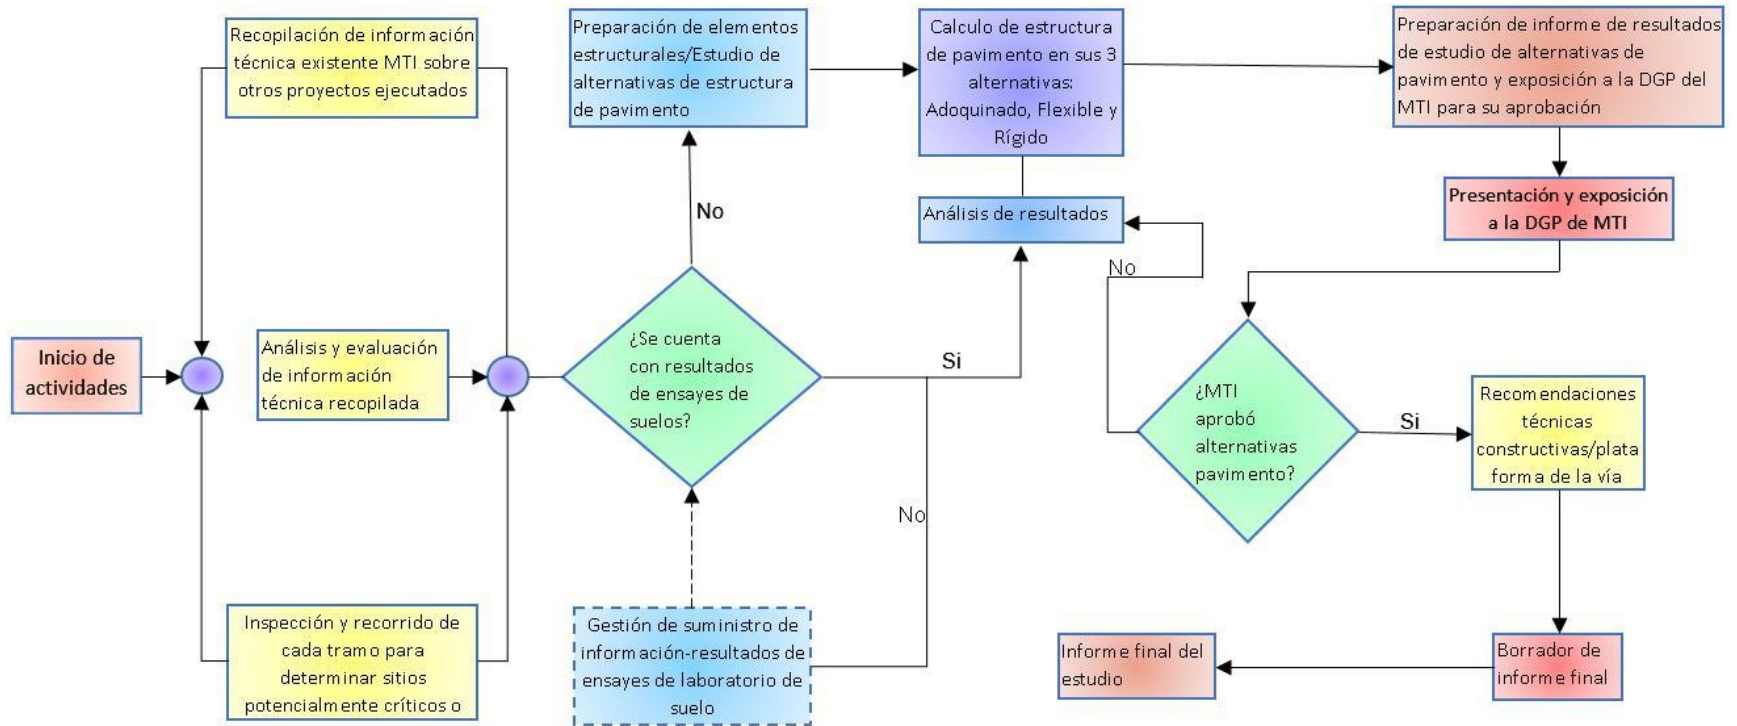 Recopilación de información
técnica existente MTI sobre
otros proyectos ejecutados
Preparación de elementos
estructurales/Estudio de
alternativas de estructura
de pavimento
Calculo de estructura
de pavimento en sus 3
alternativas:
Adoquinado, Flexible y
Rígido
Preparación de informe de resultados
de estudio de alternativas de
pavimento y exposición a la DGP del
MTI para su aprobación
Presentación y exposición
a la DGP de MTI
No
Análisis de resultados
No
Inicio de
actividades
Análisis y evaluación
de información
técnica recopilada
¿Se cuenta
con resultados
de ensayes de
suelos?
Si
¿MTI
aprobó
alternativas
pavimento?
Si
Recomendaciones
técnicas
constructivas/plata
forma de la vía
No
Inspección y recorrido de
cada tramo para
determinar sitios
potencialmente críticos o
Gestión de suministro de
información-resultados de
ensayes de laboratorio de
suelo
Informe final del
estudio
Borrador de
informe final